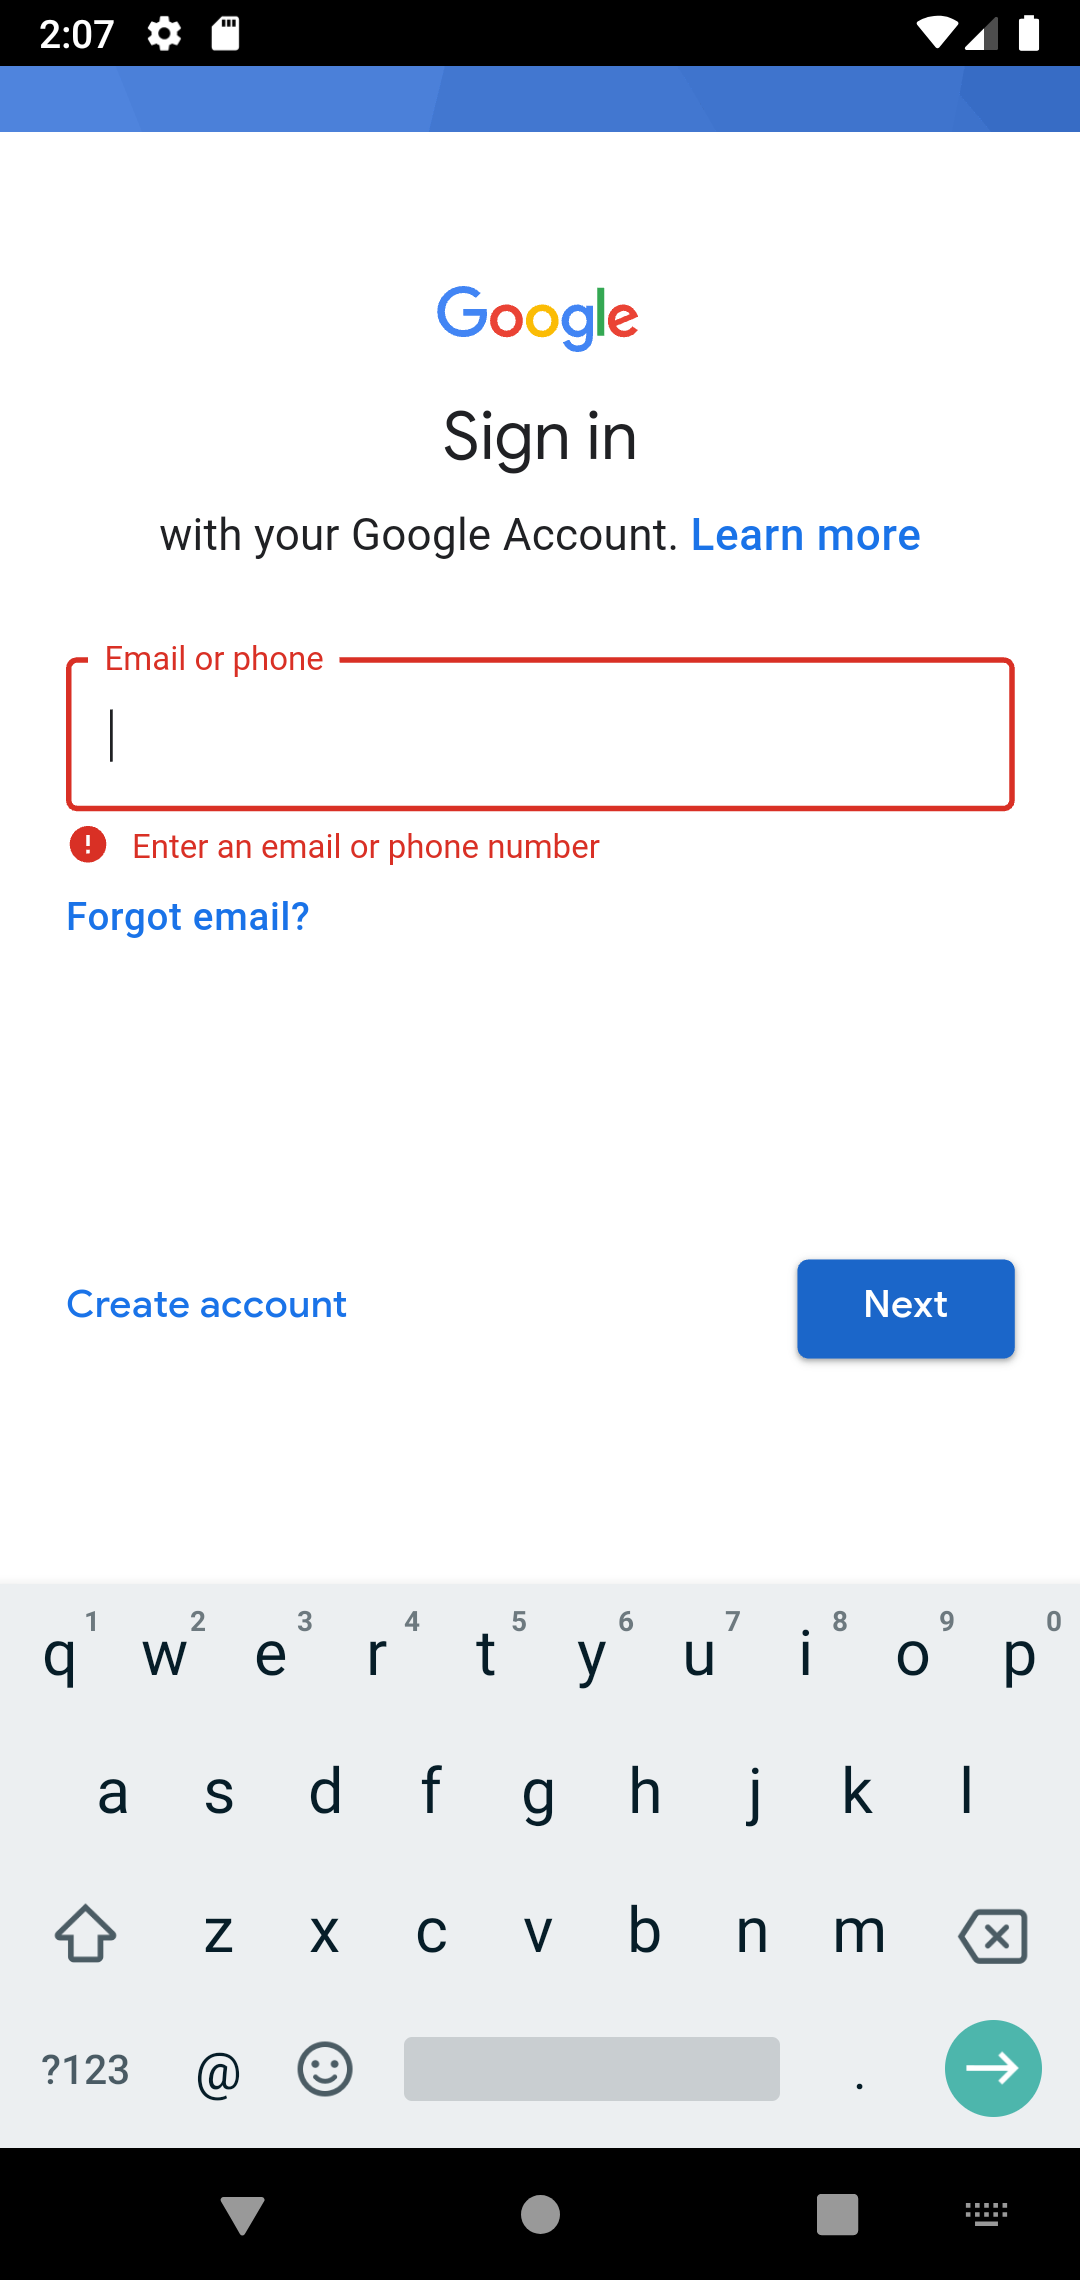 2:07
Google
Sign in
with your Google Account. Learn more
Email or phone
Enter an email or phone number
Forgot email?
Create account
Next
1 2 3 4 5 6 7 8 9 0
q w e r t y u i o p
a s d f g h j k l
z x c v b n m
?123 @ .